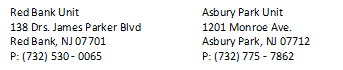 Red Bank Unit
138 Drs. James Parker Blvd
Red Bank, NJ 07701
P: (732) 530 - 0065
Asbury Park Unit
1201 Monroe Ave.
Asbury Park, NJ 07712
P: (732) 775 - 7862